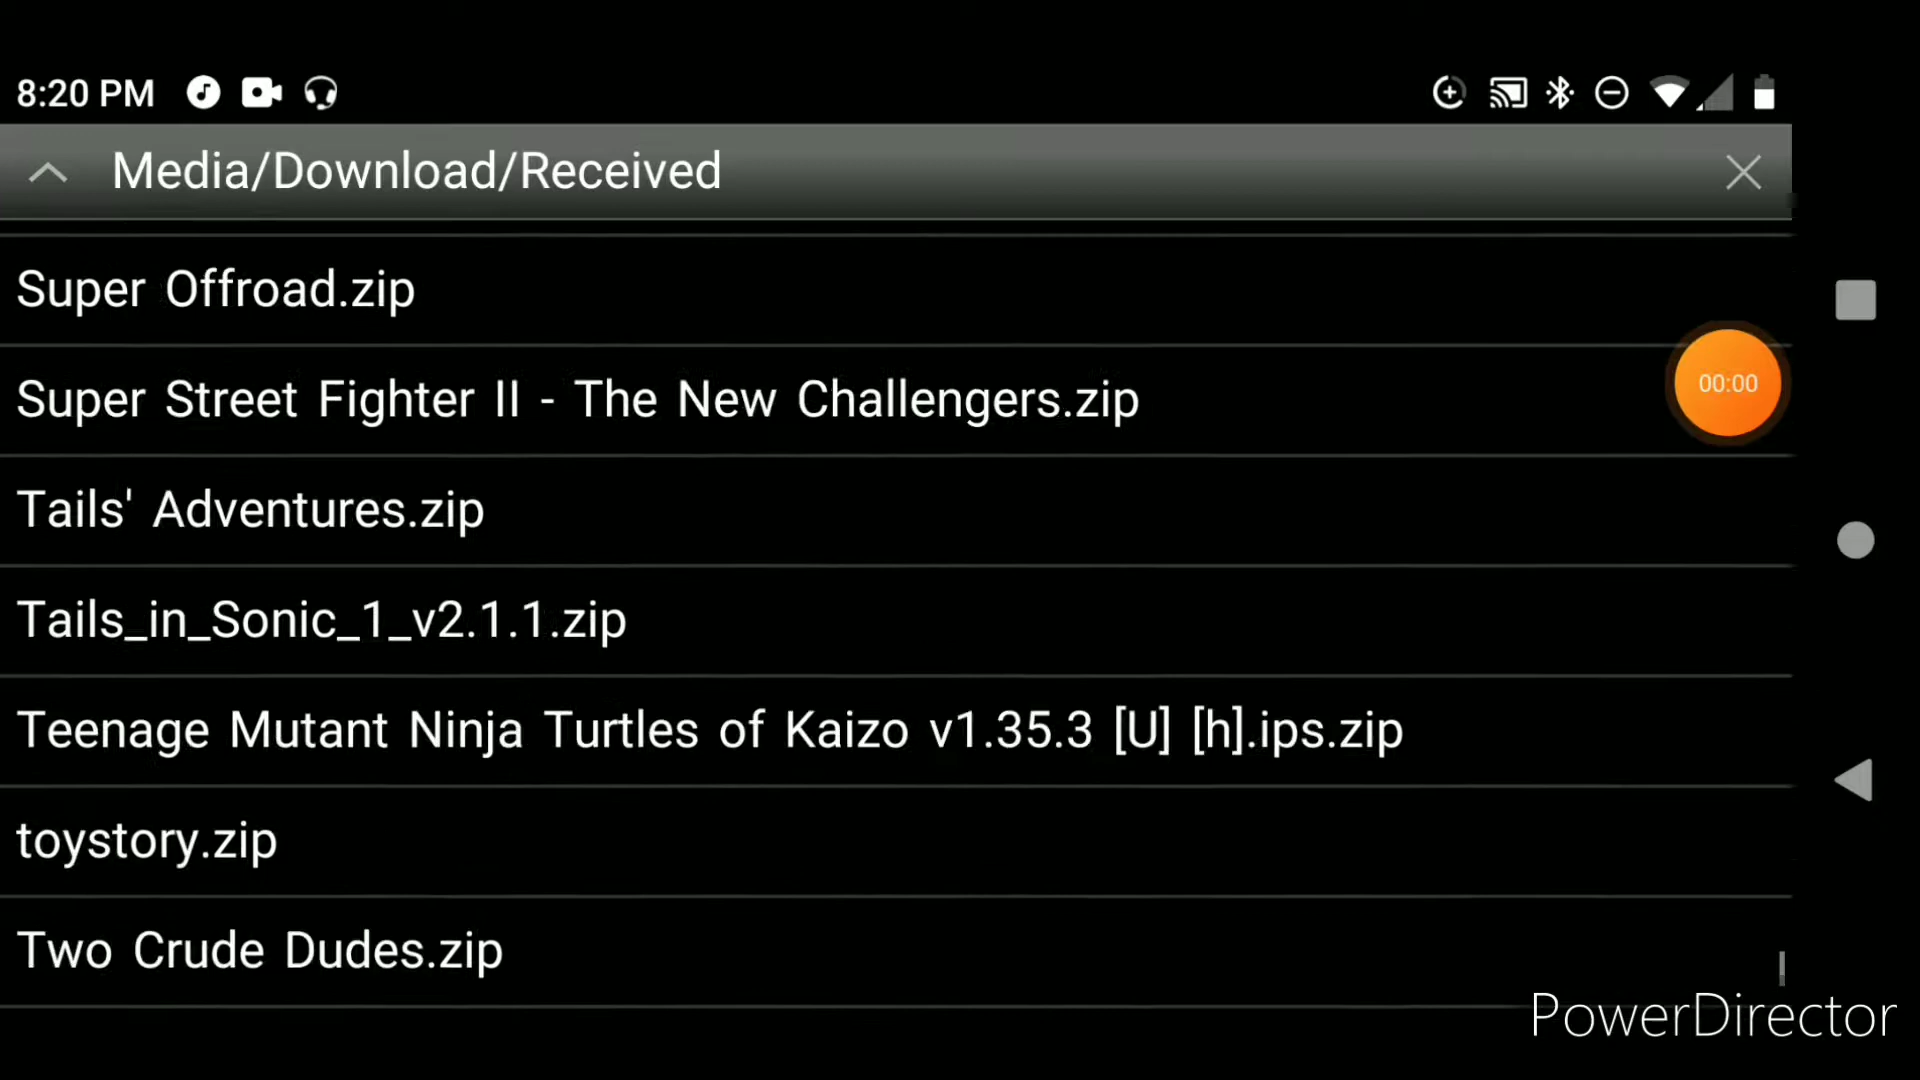 8:20 PM
Media/Download/Received
Super Offroad.zip
Super Street Fighter II - The New Challengers.zip
00:00
Tails' Adventures.zip
Tails_in_Sonic_1_v2.1.1.zip
Teenage Mutant Ninja Turtles of Kaizo v1.35.3 [U] [h].ips.zip
toystory.zip
Two Crude Dudes.zip
PowerDirector